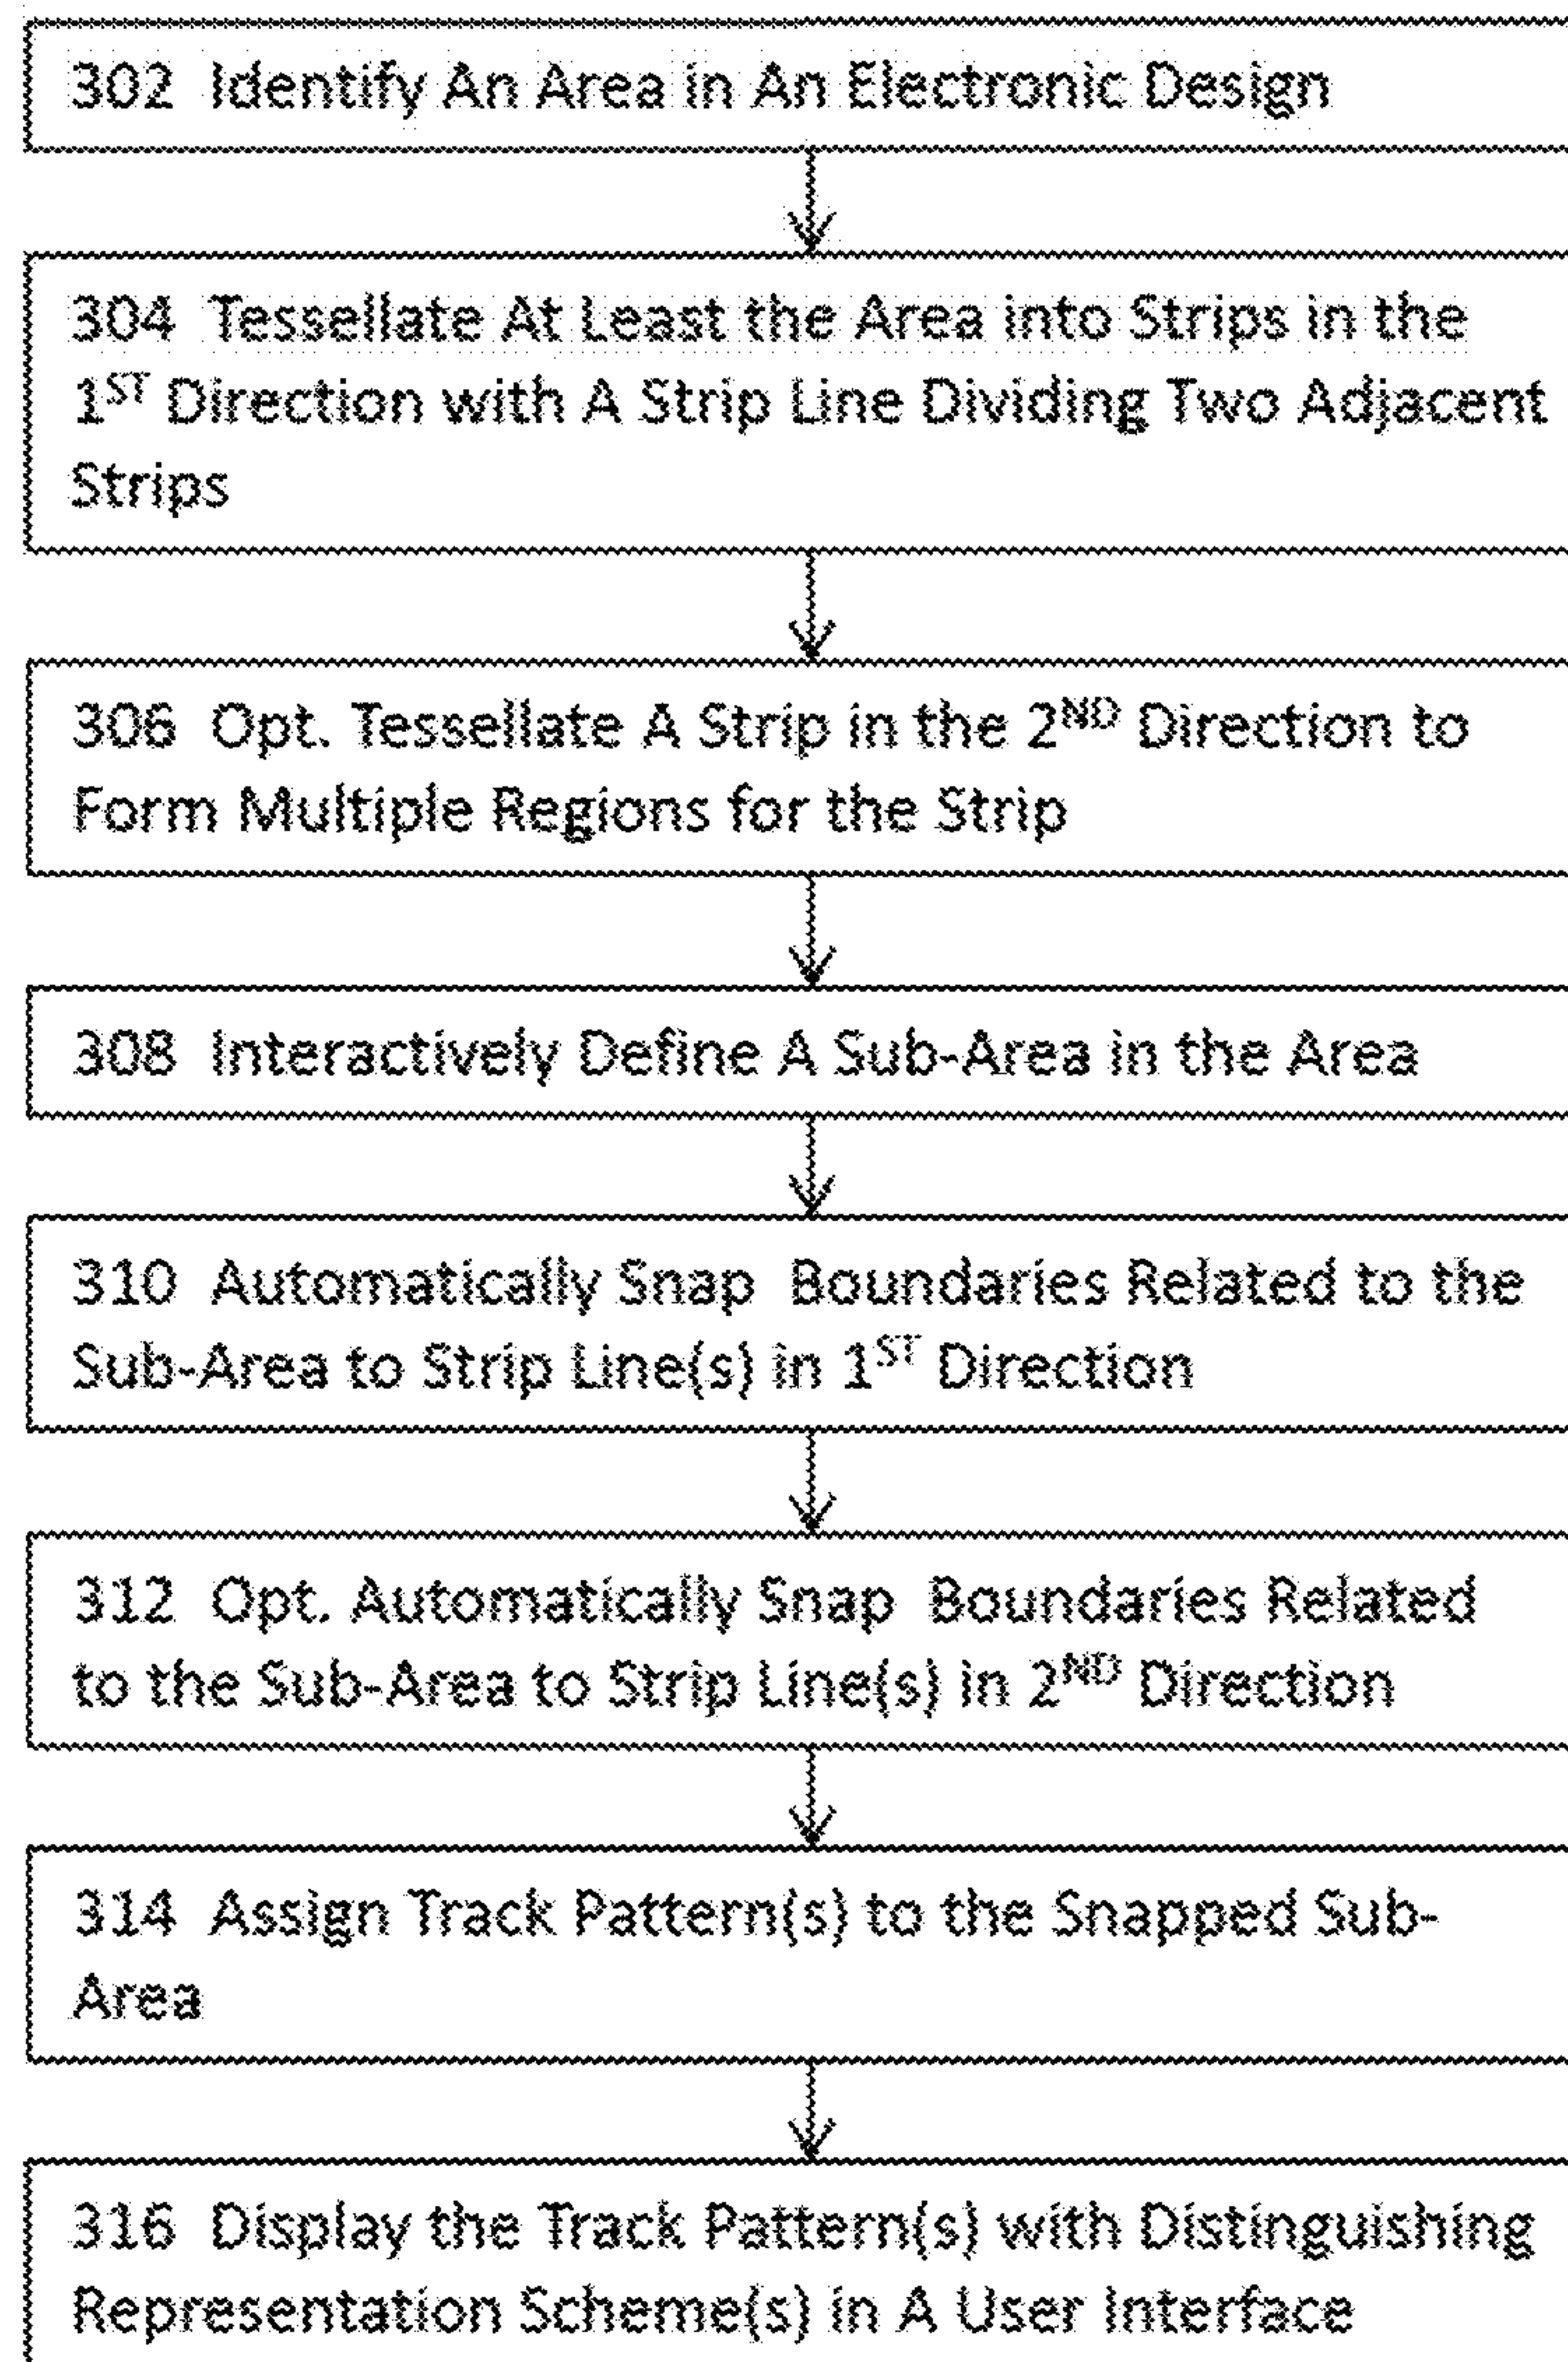 302 Identify An Area in An Electronic Design
304 Tessellate At Least the Area into Strips in the
1ST Direction with A Strip Line Dividing Two Adjacent
Strips
306 Opt. Tessellate A Strip in the 2ND Direction to
Form Multiple Regions for the Strip
308 Interactively Define A Sub-Area in the Area
310 Automatically Snap Boundaries Related to the
Sub-Area to Strip Line(s) in 1ST Direction
312 Opt. Automatically Snap Boundaries Related
to the Sub-Area to Strip Line(s) in 2ND Direction
314 Assign Track Pattern(s) to the Snapped Sub-
Area
316 Display the Track Pattern(s) with Distinguishing
Representation Scheme(s) in A User Interface